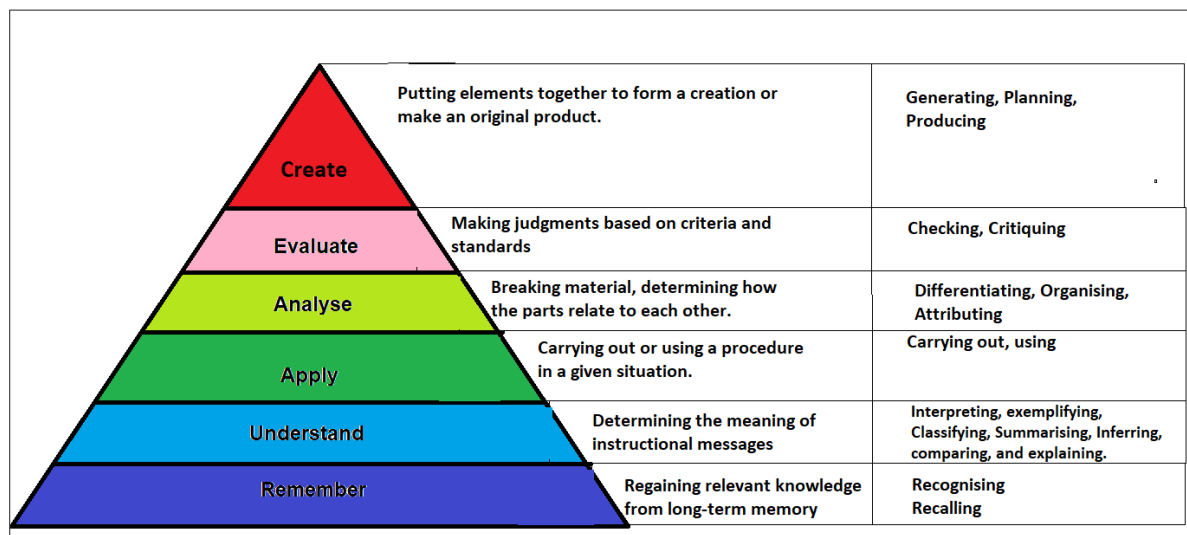 Create
Putting elements together to form a creation or
make an original product.
Generating, Planning,
Producing
Evaluate
Making judgments based on criteria and
standards
Checking, Critiquing
Analyse
Breaking material, determining how
the parts relate to each other.
Differentiating, Organising,
Attributing
Apply
Carrying out or using a procedure
in a given situation.
Carrying out, using
Understand
Determining the meaning of
instructional messages
Interpreting, exemplifying,
Classifying, Summarising, Inferring,
comparing, and explaining.
Remember
Regaining relevant knowledge
from long-term memory
Recognising
Recalling